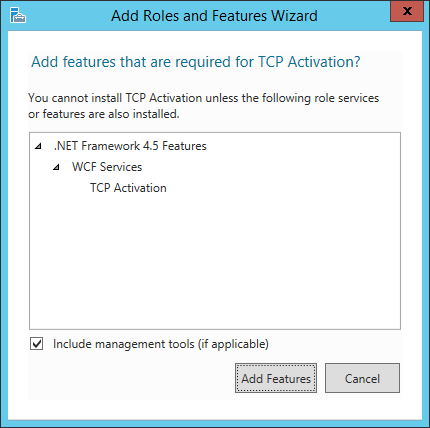 Add Roles and Features Wizard
x
Add features that are required for TCP Activation?
You cannot install TCP Activation unless the following role services
or features are also installed.
.NET Framework 4.5 Features
WCF Services
TCP Activation
Include management tools (if applicable)
Add Features
Cancel